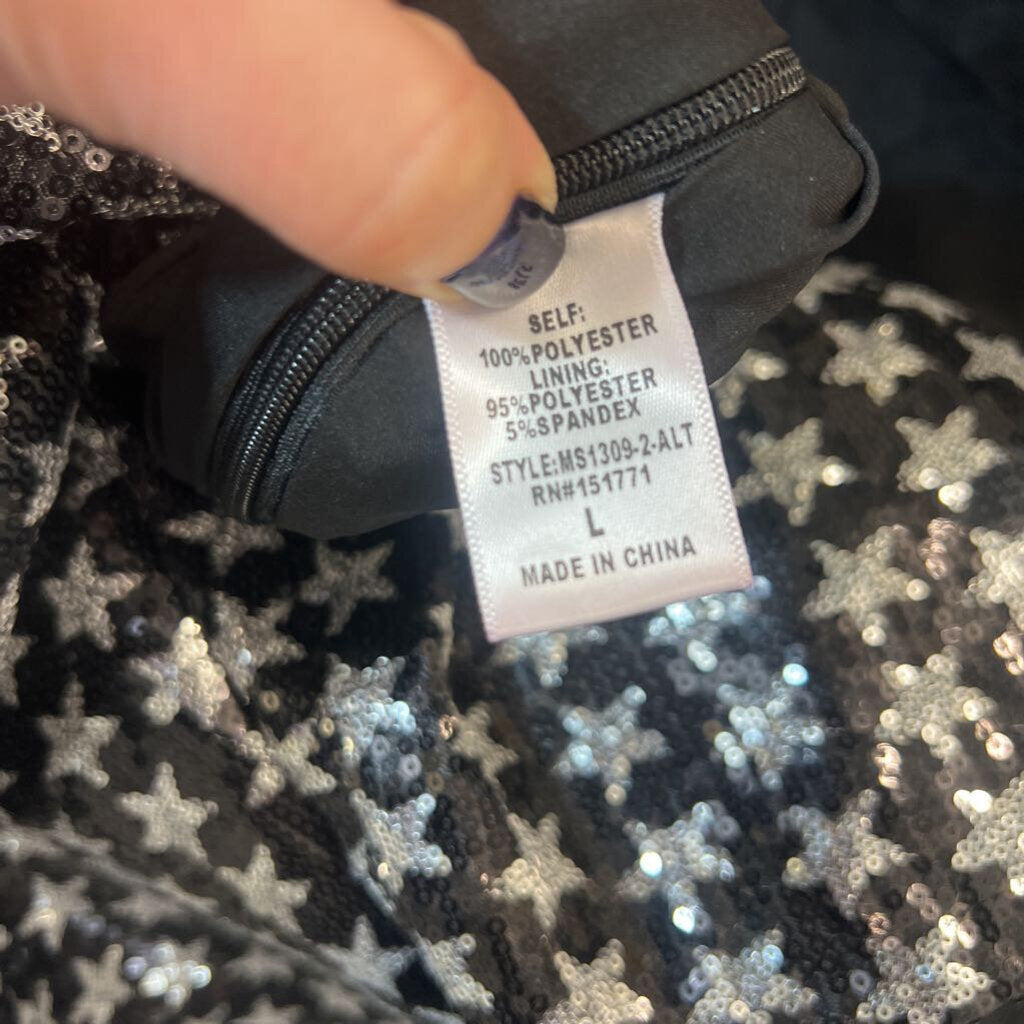 SELF:
100%POLYESTER
LINING:
95%POLYESTER
5%SPANDEX
STYLE:MS1309-2-ALT
RN#151771
L
MADE IN CHINA